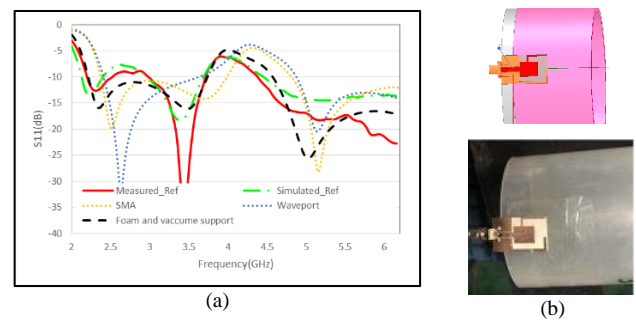 0
-5
-10
-15
-20
-25
-30
-35
-40
S11(dB)
Measured_Ref
Simulated_Ref
SMA
Waveport
Foam and vaccume support
2
2.5
3
3.5
4
4.5
5
5.5
6
Frequency(GHz)
(a)
(b)